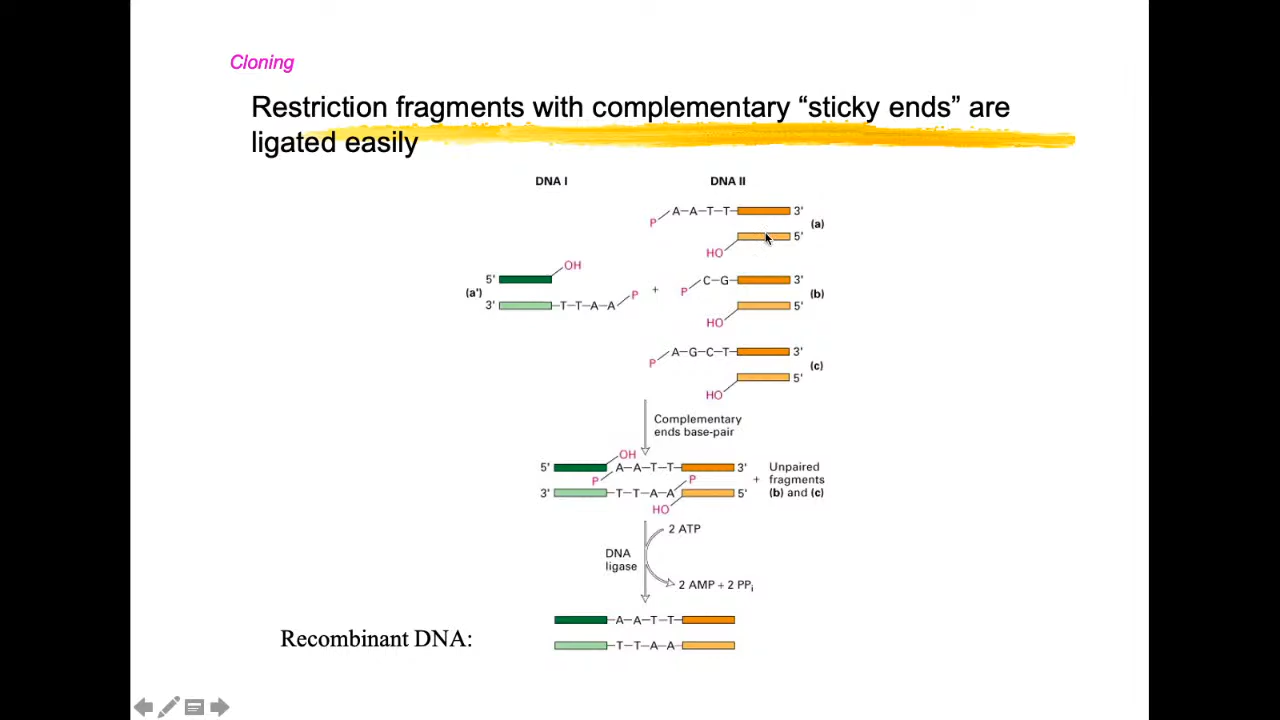 Cloning
Restriction fragments with complementary “sticky ends” are
ligated easily
DNA I
DNA II
P A–A–T–T 3'
HO 5'
(a)
5' OH
3' T–T–A–A P
(a')
+
P C–G 3'
HO 5'
(b)
P A–G–C–T 3'
HO 5'
(c)
Complementary
ends base-pair
OH
5' A–A–T–T 3'
P P
3' T–T–A–A 5'
HO
+
Unpaired
fragments
(b) and (c)
2 ATP
DNA
ligase
2 AMP + 2 PPi
A–A–T–T
Recombinant DNA:
T–T–A–A